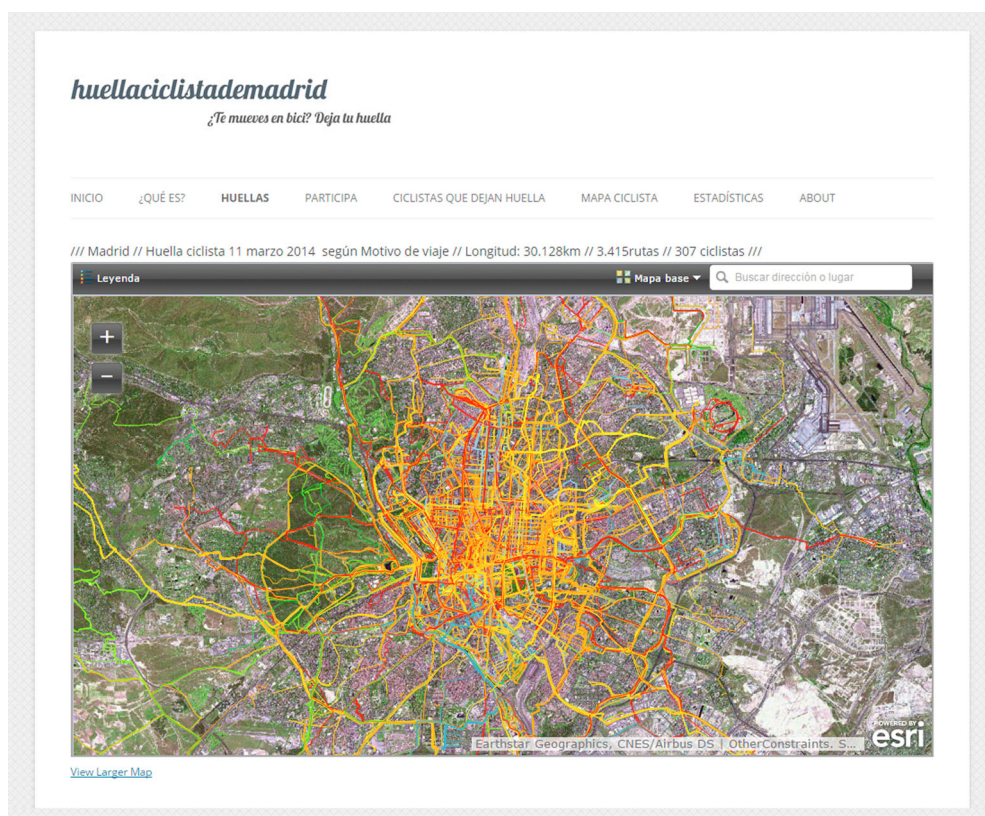 huellaciclistademadrid
¿Te mueves en bici? Deja tu huella
INICIO ¿QUÉ ES? HUELLAS PARTICIPA CICLISTAS QUE DEJAN HUELLA MAPA CICLISTA ESTADÍSTICAS ABOUT
/// Madrid // Huella ciclista 11 marzo 2014 según Motivo de viaje // Longitud: 30.128km // 3.415rutas // 307 ciclistas ///
Leyenda Mapa base Buscar dirección o lugar
+
−
POWERED BY
esri
Earthstar Geographics, CNES/Airbus DS | OtherConstraints. S...
View Larger Map